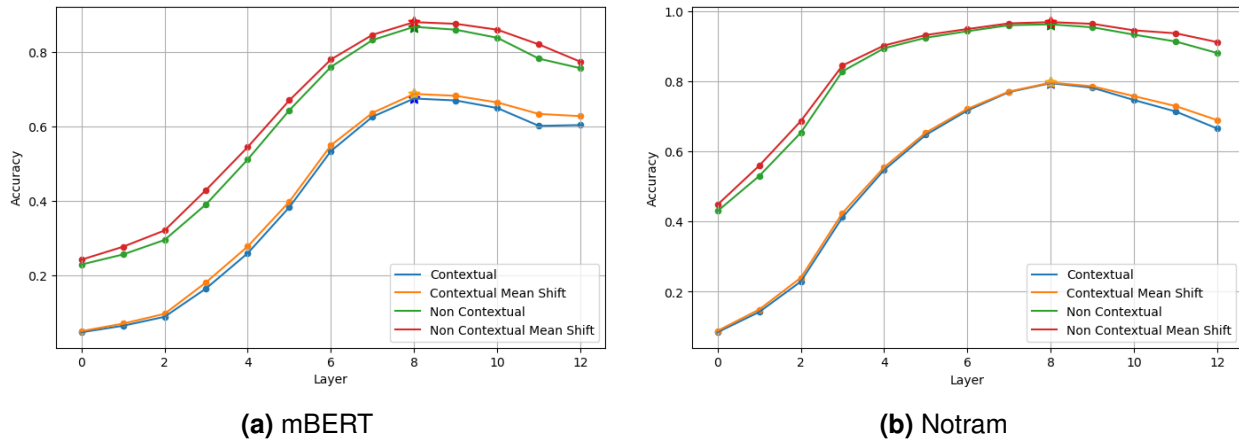 0.8
0.6
0.4
0.2
Accuracy
0 2 4 6 8 10 12
Layer
Contextual
Contextual Mean Shift
Non Contextual
Non Contextual Mean Shift
(a) mBERT
1.0
0.8
0.6
0.4
0.2
Accuracy
0 2 4 6 8 10 12
Layer
Contextual
Contextual Mean Shift
Non Contextual
Non Contextual Mean Shift
(b) Notram